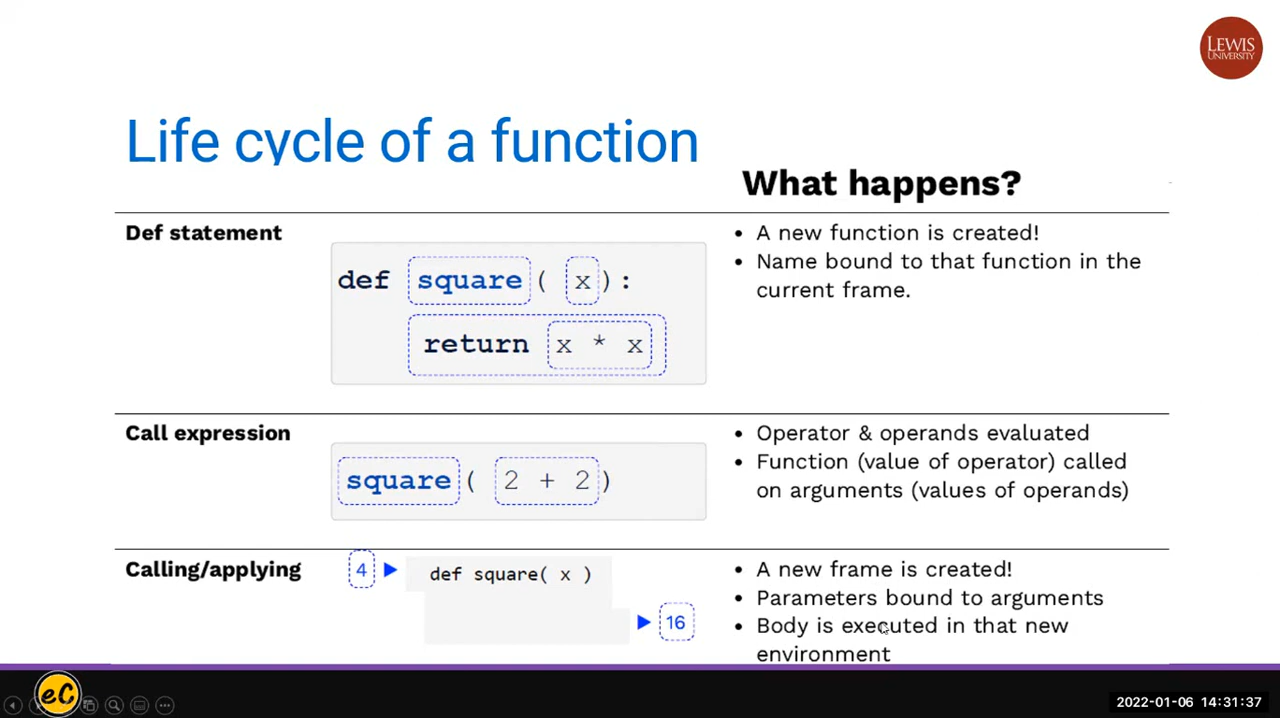 LEWIS
UNIVERSITY
Life cycle of a function
What happens?
Def statement
def square ( x ):
return x * x
• A new function is created!
• Name bound to that function in the
current frame.
Call expression
square ( 2 + 2 )
• Operator & operands evaluated
• Function (value of operator) called
on arguments (values of operands)
Calling/applying
4
def square( x )
16
• A new frame is created!
• Parameters bound to arguments
• Body is executed in that new
environment
eC
2022-01-06 14:31:37